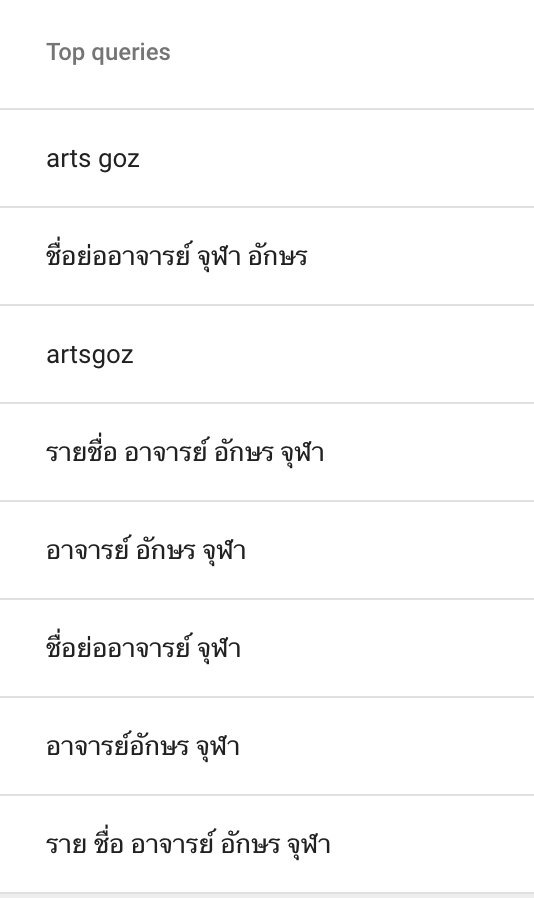 Top queries
arts goz
ชื่อย่ออาจารย์ จุฬา อักษร
artsgoz
รายชื่อ อาจารย์ อักษร จุฬา
อาจารย์ อักษร จุฬา
ชื่อย่ออาจารย์ จุฬา
อาจารย์อักษร จุฬา
ราย ชื่อ อาจารย์ อักษร จุฬา